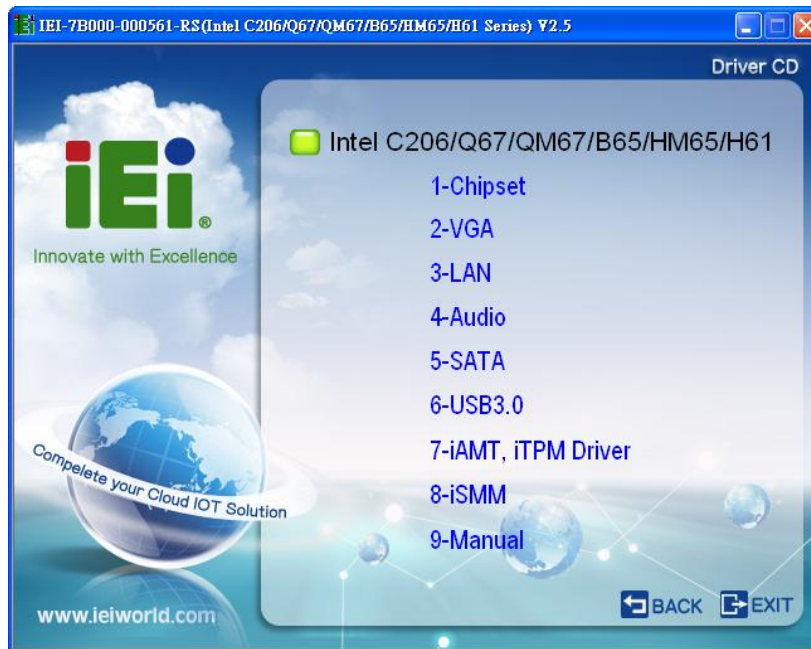 IEI-7B000-000561-RS(Intel C206/Q67/QM67/B65/HM65/H61 Series) V2.5
Driver CD
iEi®
Innovate with Excellence
Intel C206/Q67/QM67/B65/HM65/H61
1-Chipset
2-VGA
3-LAN
4-Audio
5-SATA
6-USB3.0
7-iAMT, iTPM Driver
8-iSMM
9-Manual
Compelete your Cloud IOT Solution
www.ieiworld.com
BACK
EXIT